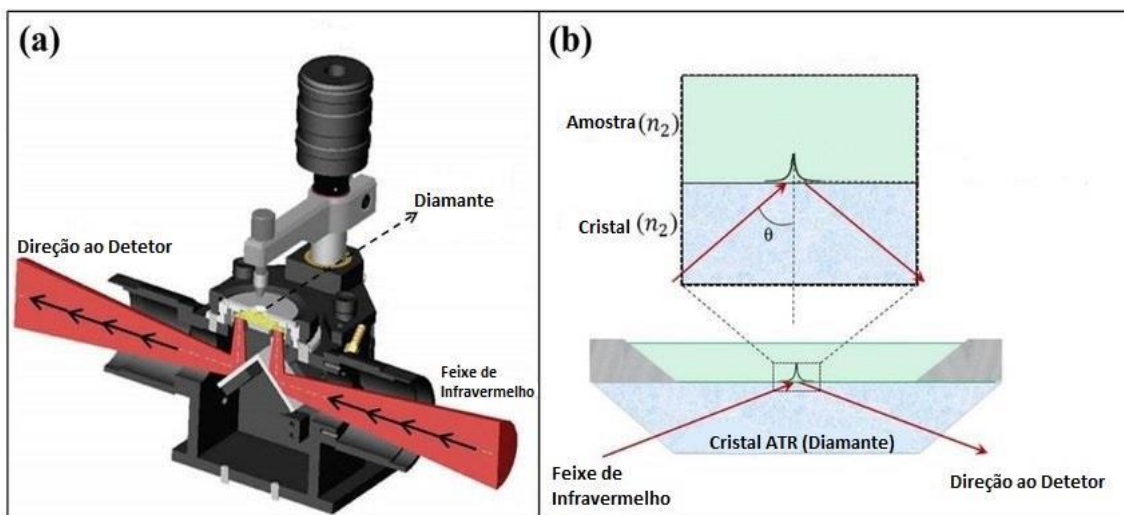 (a)
Diamante
Direção ao Detetor
Feixe de
Infravermelho
(b)
Amostra (n₂)
Cristal (n₂)
θ
Cristal ATR (Diamante)
Feixe de
Infravermelho
Direção ao Detetor